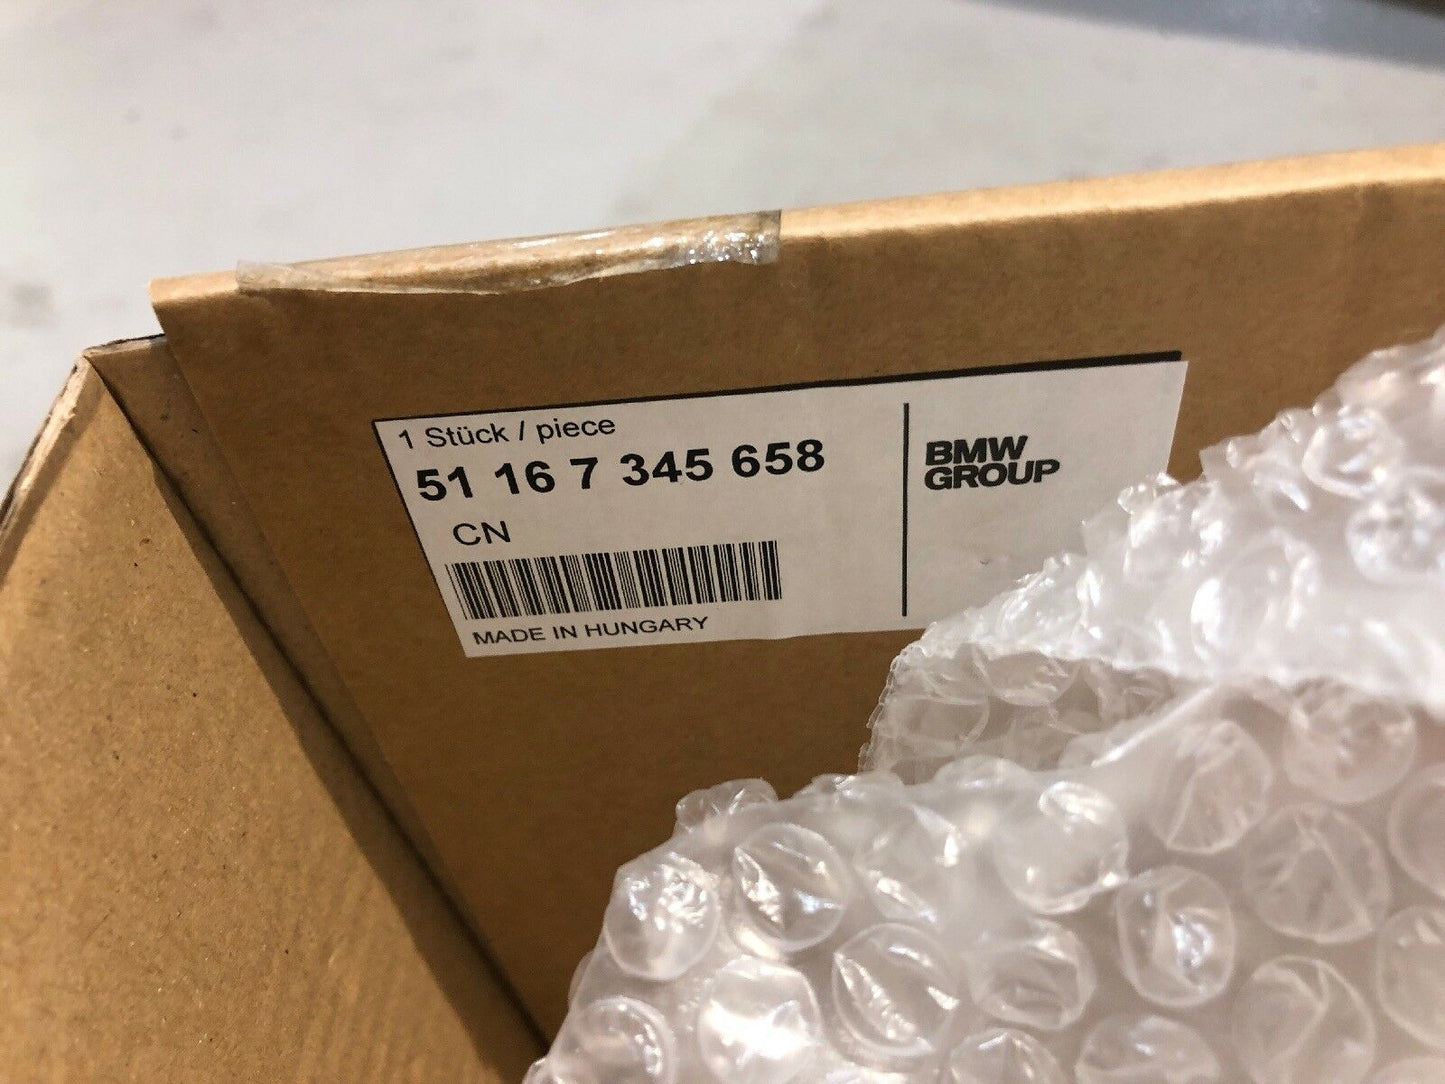 1 Stück / piece
51 16 7 345 658
CN
MADE IN HUNGARY
BMW
GROUP